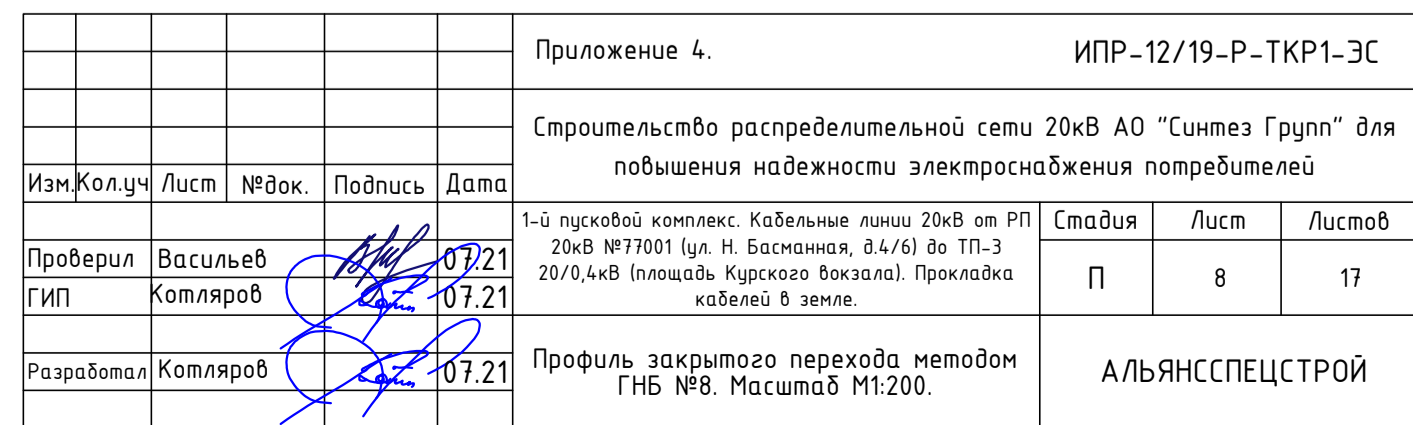 Приложение 4.
ИПР-12/19-Р-ТКР1-ЭС
Строительство распределительной сети 20кВ АО "Синтез Групп" для
повышения надежности электроснабжения потребителей
Изм. Кол.уч Лист №док. Подпись Дата
1-й пусковой комплекс. Кабельные линии 20кВ от РП
20кВ №77001 (ул. Н. Басманная, д.4/6) до ТП-3
20/0,4кВ (площадь Курского вокзала). Прокладка
кабелей в земле.
Стадия Лист Листов
П 8 17
Проверил Васильев 07.21
ГИП Котляров 07.21
Разработал Котляров 07.21
Профиль закрытого перехода методом
ГНБ №8. Масштаб М1:200.
АЛЬЯНССПЕЦСТРОЙ